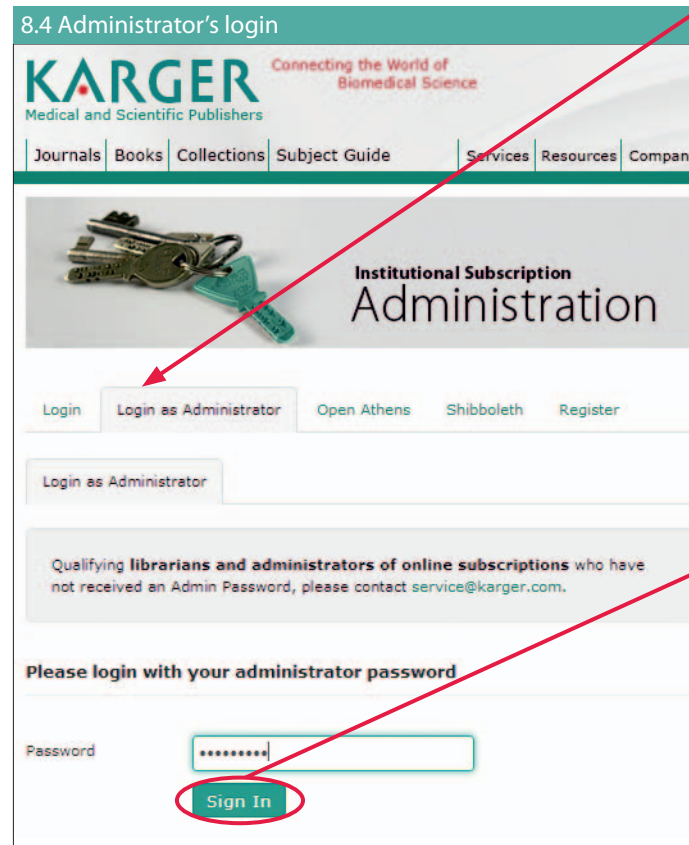 8.4 Administrator's login
KARGER
Medical and Scientific Publishers
Connecting the World of
Biomedical Science
Journals Books Collections Subject Guide Services Resources
Institutional Subscription
Administration
Login Login as Administrator Open Athens Shibboleth Register
Login as Administrator
Qualifying librarians and administrators of online subscriptions who have
not received an Admin Password, please contact service@karger.com.
Please login with your administrator password
Password •••••••••
Sign In